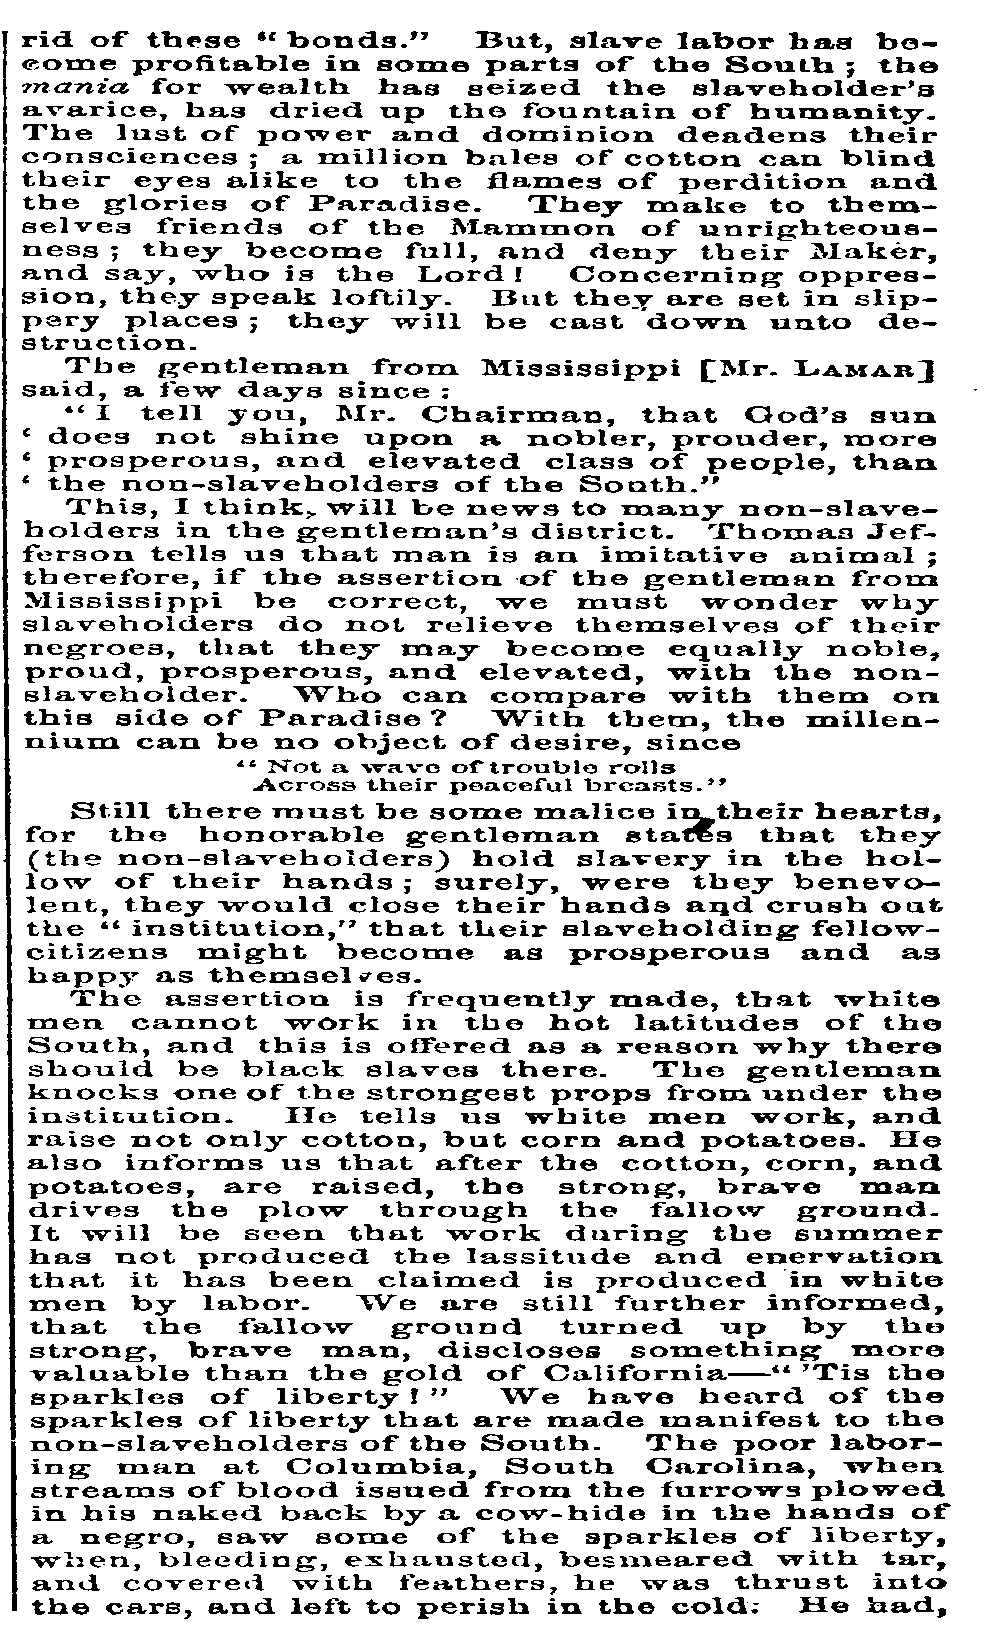 rid of these “ bonds.” But, slave labor has be-
come profitable in some parts of the South ; the
mania for wealth has seized the slaveholder's
avarice, has dried up the fountain of humanity.
The lust of power and dominion deadens their
consciences ; a million bales of cotton can blind
their eyes alike to the flames of perdition and
the glories of Paradise. They make to them-
selves friends of the Mammon of unrighteous-
ness ; they become full, and deny their Maker,
and say, who is the Lord! Concerning oppres-
sion, they speak loftily. But they are set in slip-
pery places ; they will be cast down unto de-
struction.
The gentleman from Mississippi [Mr. LAMAR]
said, a few days since :
“ I tell you, Mr. Chairman, that God's sun
‘ does not shine upon a nobler, prouder, more
‘ prosperous, and elevated class of people, than
‘ the non-slaveholders of the South.”
This, I think, will be news to many non-slave-
holders in the gentleman's district. Thomas Jef-
ferson tells us that man is an imitative animal ;
therefore, if the assertion of the gentleman from
Mississippi be correct, we must wonder why
slaveholders do not relieve themselves of their
negroes, that they may become equally noble,
proud, prosperous, and elevated, with the non-
slaveholder. Who can compare with them on
this side of Paradise? With them, the millen-
nium can be no object of desire, since
“ Not a wave of trouble rolls
Across their peaceful breasts.”
Still there must be some malice in their hearts,
for the honorable gentleman states that they
(the non-slaveholders) hold slavery in the hol-
low of their hands ; surely, were they benevo-
lent, they would close their hands and crush out
the “ institution,” that their slaveholding fellow-
citizens might become as prosperous and as
happy as themselves.
The assertion is frequently made, that white
men cannot work in the hot latitudes of the
South, and this is offered as a reason why there
should be black slaves there. The gentleman
knocks one of the strongest props from under the
institution. He tells us white men work, and
raise not only cotton, but corn and potatoes. He
also informs us that after the cotton, corn, and
potatoes, are raised, the strong, brave man
drives the plow through the fallow ground.
It will be seen that work during the summer
has not produced the lassitude and enervation
that it has been claimed is produced in white
men by labor. We are still further informed,
that the fallow ground turned up by the
strong, brave man, discloses something more
valuable than the gold of California—“ 'Tis the
sparkles of liberty ! ” We have heard of the
sparkles of liberty that are made manifest to the
non-slaveholders of the South. The poor labor-
ing man at Columbia, South Carolina, when
streams of blood issued from the furrows plowed
in his naked back by a cow-hide in the hands of
a negro, saw some of the sparkles of liberty,
when, bleeding, exhausted, besmeared with tar,
and covered with feathers, he was thrust into
the cars, and left to perish in the cold. He had,